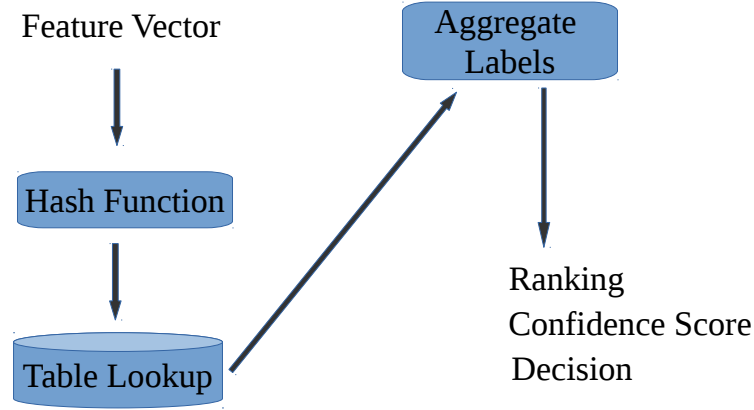 Feature Vector
Hash Function
Table Lookup
Aggregate
Labels
Ranking
Confidence Score
Decision